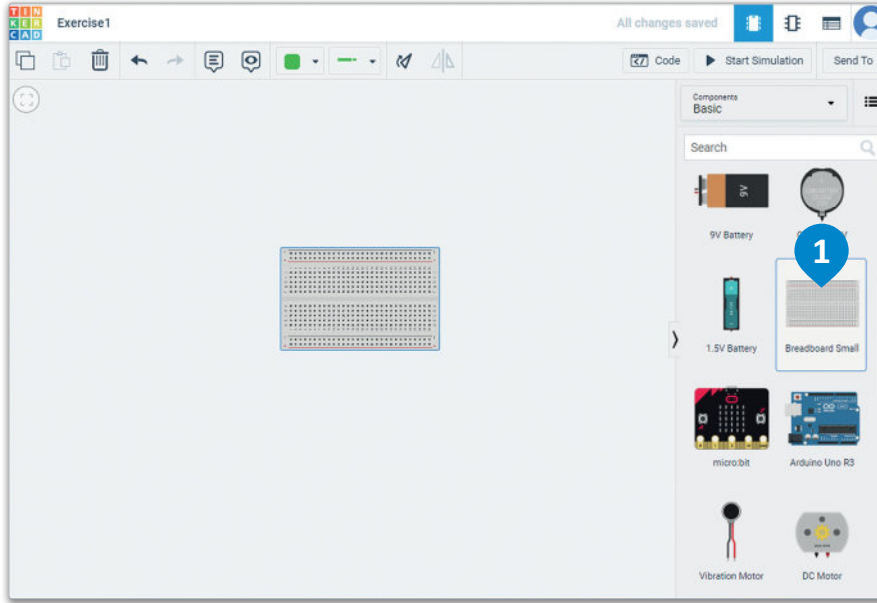 TIN
KER
CAD
Exercise1
All changes saved
Code
Start Simulation
Send To
Components
Basic
Search
9V
9V Battery
1
1.5V Battery
Breadboard Small
micro:bit
Arduino Uno R3
Vibration Motor
DC Motor